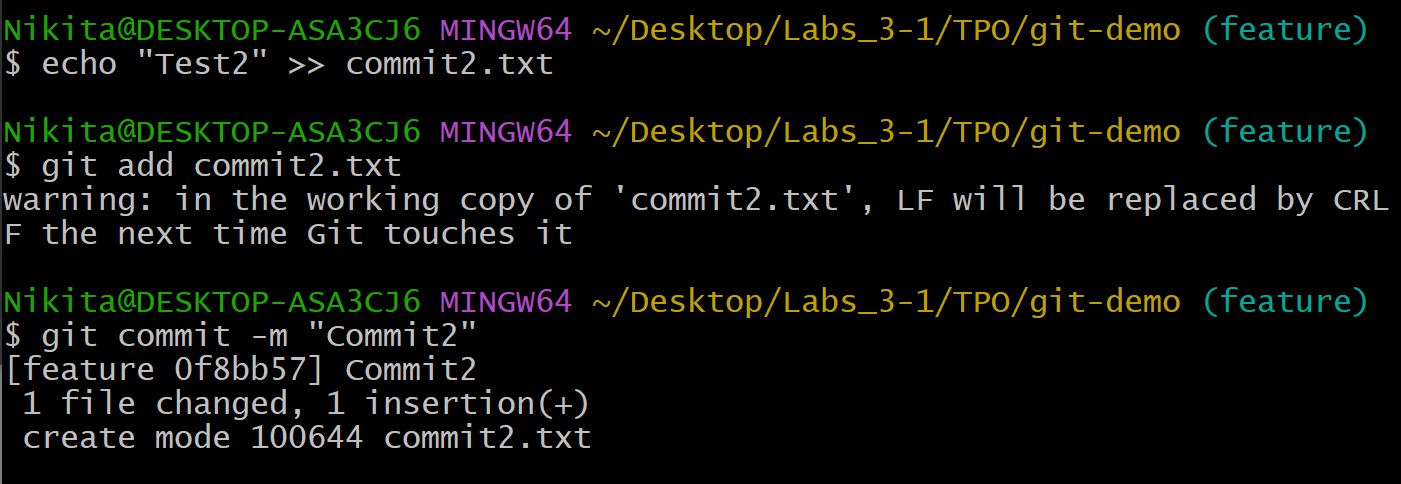 Nikita@DESKTOP-ASA3CJ6 MINGW64 ~/Desktop/Labs_3-1/TPO/git-demo (feature)
$ echo "Test2" >> commit2.txt
Nikita@DESKTOP-ASA3CJ6 MINGW64 ~/Desktop/Labs_3-1/TPO/git-demo (feature)
$ git add commit2.txt
warning: in the working copy of 'commit2.txt', LF will be replaced by CRL
F the next time Git touches it
Nikita@DESKTOP-ASA3CJ6 MINGW64 ~/Desktop/Labs_3-1/TPO/git-demo (feature)
$ git commit -m "Commit2"
[feature 0f8bb57] Commit2
 1 file changed, 1 insertion(+)
 create mode 100644 commit2.txt